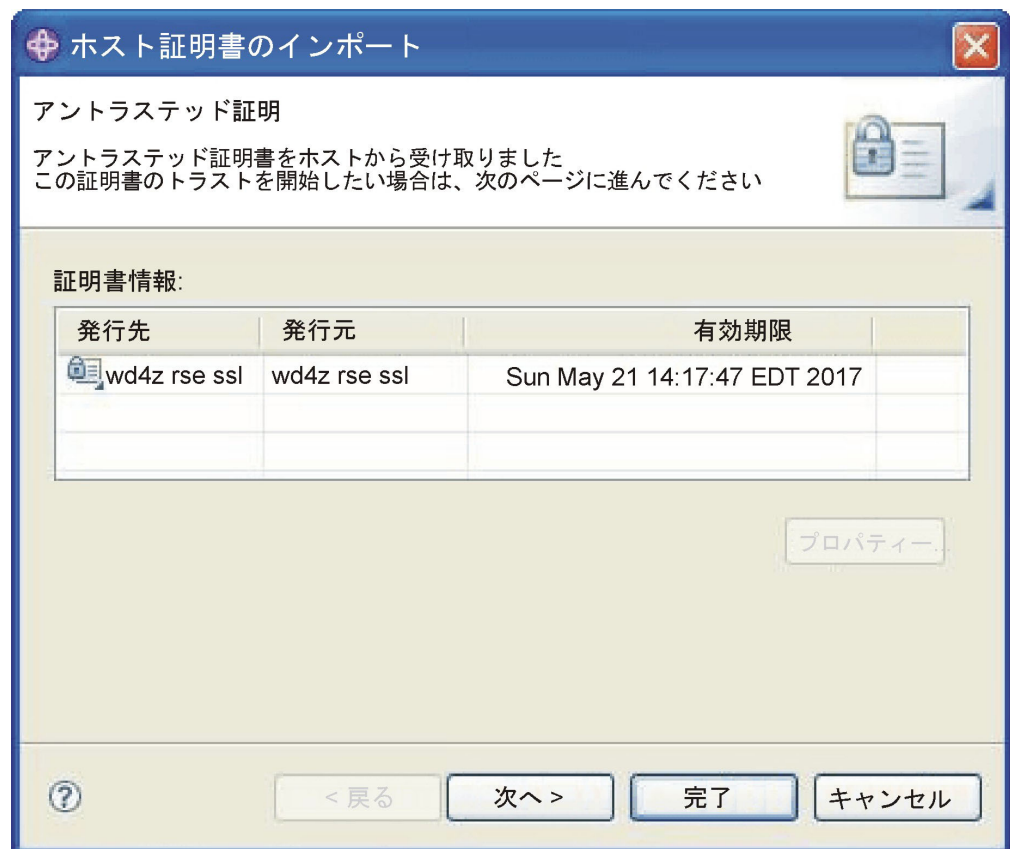 ホスト証明書のインポート
アントラステッド証明
アントラステッド証明書をホストから受け取りました
この証明書のトラストを開始したい場合は、次のページに進んでください
証明書情報:
発行先 発行元 有効期限
wd4z rse ssl wd4z rse ssl Sun May 21 14:17:47 EDT 2017
プロパティー...
? < 戻る 次へ > 完了 キャンセル